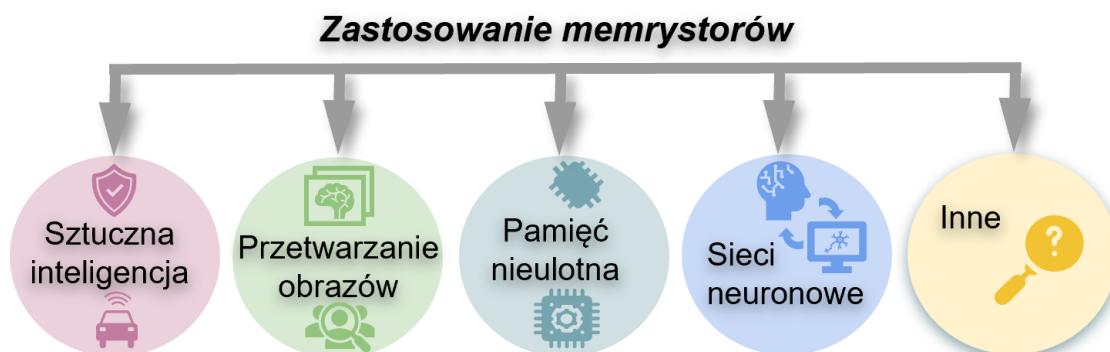 Zastosowanie memrystorów
Sztuczna
inteligencja
Przetwarzanie
obrazów
Pamięć
nieulotna
Sieci
neuronowe
Inne
?